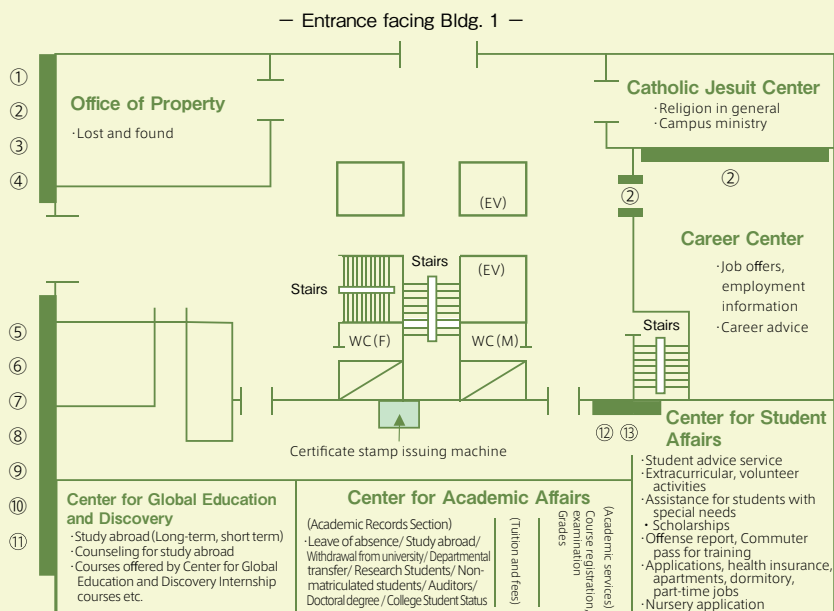 − Entrance facing Bldg. 1 −
①
②
③
④
Office of Property
·Lost and found
Catholic Jesuit Center
·Religion in general
·Campus ministry
②
②
(EV)
Career Center
·Job offers,
employment
information
·Career advice
Stairs
Stairs
(EV)
WC(F)
WC(M)
Stairs
⑤
⑥
⑦
⑧
⑨
⑩
⑪
Certificate stamp issuing machine
⑫ ⑬
Center for Student
Affairs
·Student advice service
·Extracurricular, volunteer
activities
·Assistance for students with
special needs
・Scholarships
·Offense report, Commuter
pass for training
·Applications, health insurance,
apartments, dormitory,
part-time jobs
·Nursery application
Center for Global Education
and Discovery
·Study abroad(Long-term, short term)
·Counseling for study abroad
·Courses offered by Center for Global
Education and Discovery Internship
courses etc.
Center for Academic Affairs
(Academic Records Section)
·Leave of absence/ Study abroad/
Withdrawal from university/ Departmental
transfer/ Research Students/ Non-
matriculated students/ Auditors/
Doctoral degree / College Student Status
(Tuition and fees)
(Academic services)
Course registration,
examination
Grades